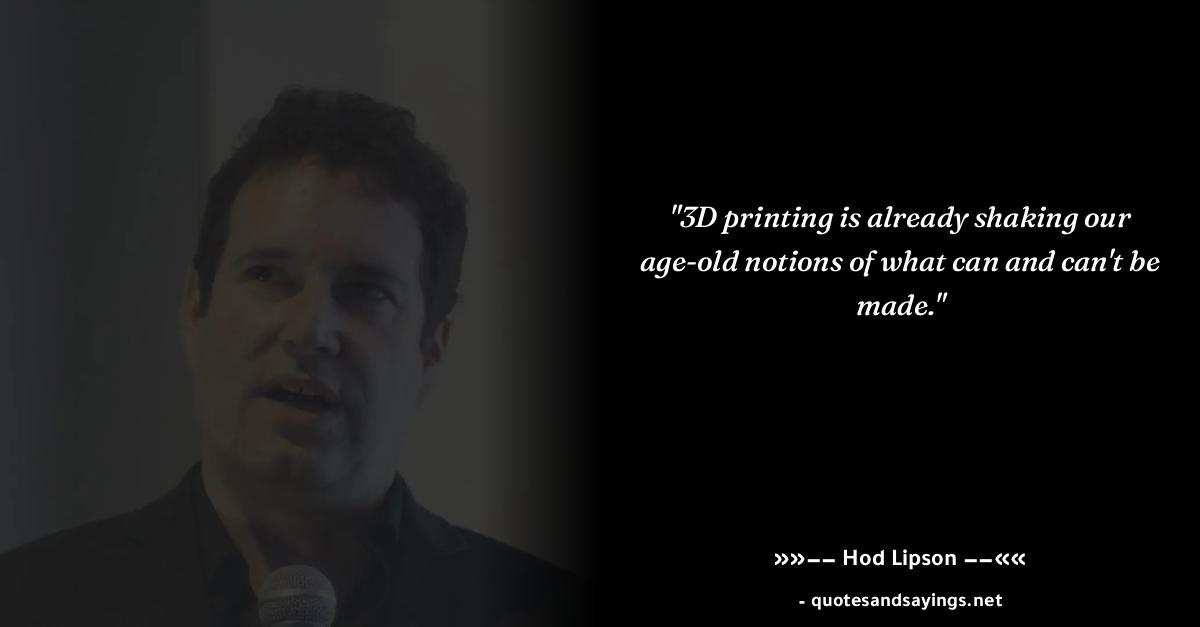 "3D printing is already shaking our
age-old notions of what can and can't be
made."
»»–– Hod Lipson ––««
- quotesandsayings.net